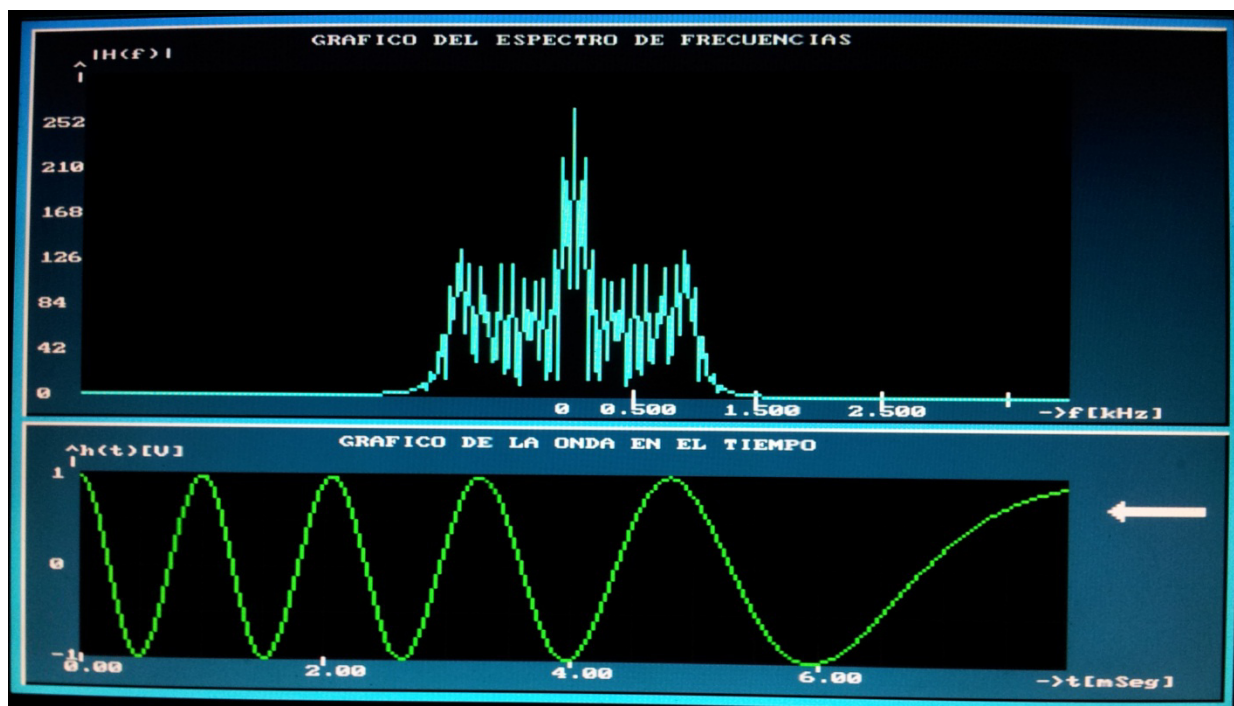 GRAFICO DEL ESPECTRO DE FRECUENCIAS
^ |H(f)|
252
210
168
126
84
42
0
0 0.500 1.500 2.500 ->f[kHz]
GRAFICO DE LA ONDA EN EL TIEMPO
^h(t)[V]
1
0
-1
0.00 2.00 4.00 6.00 ->t[mSeg]